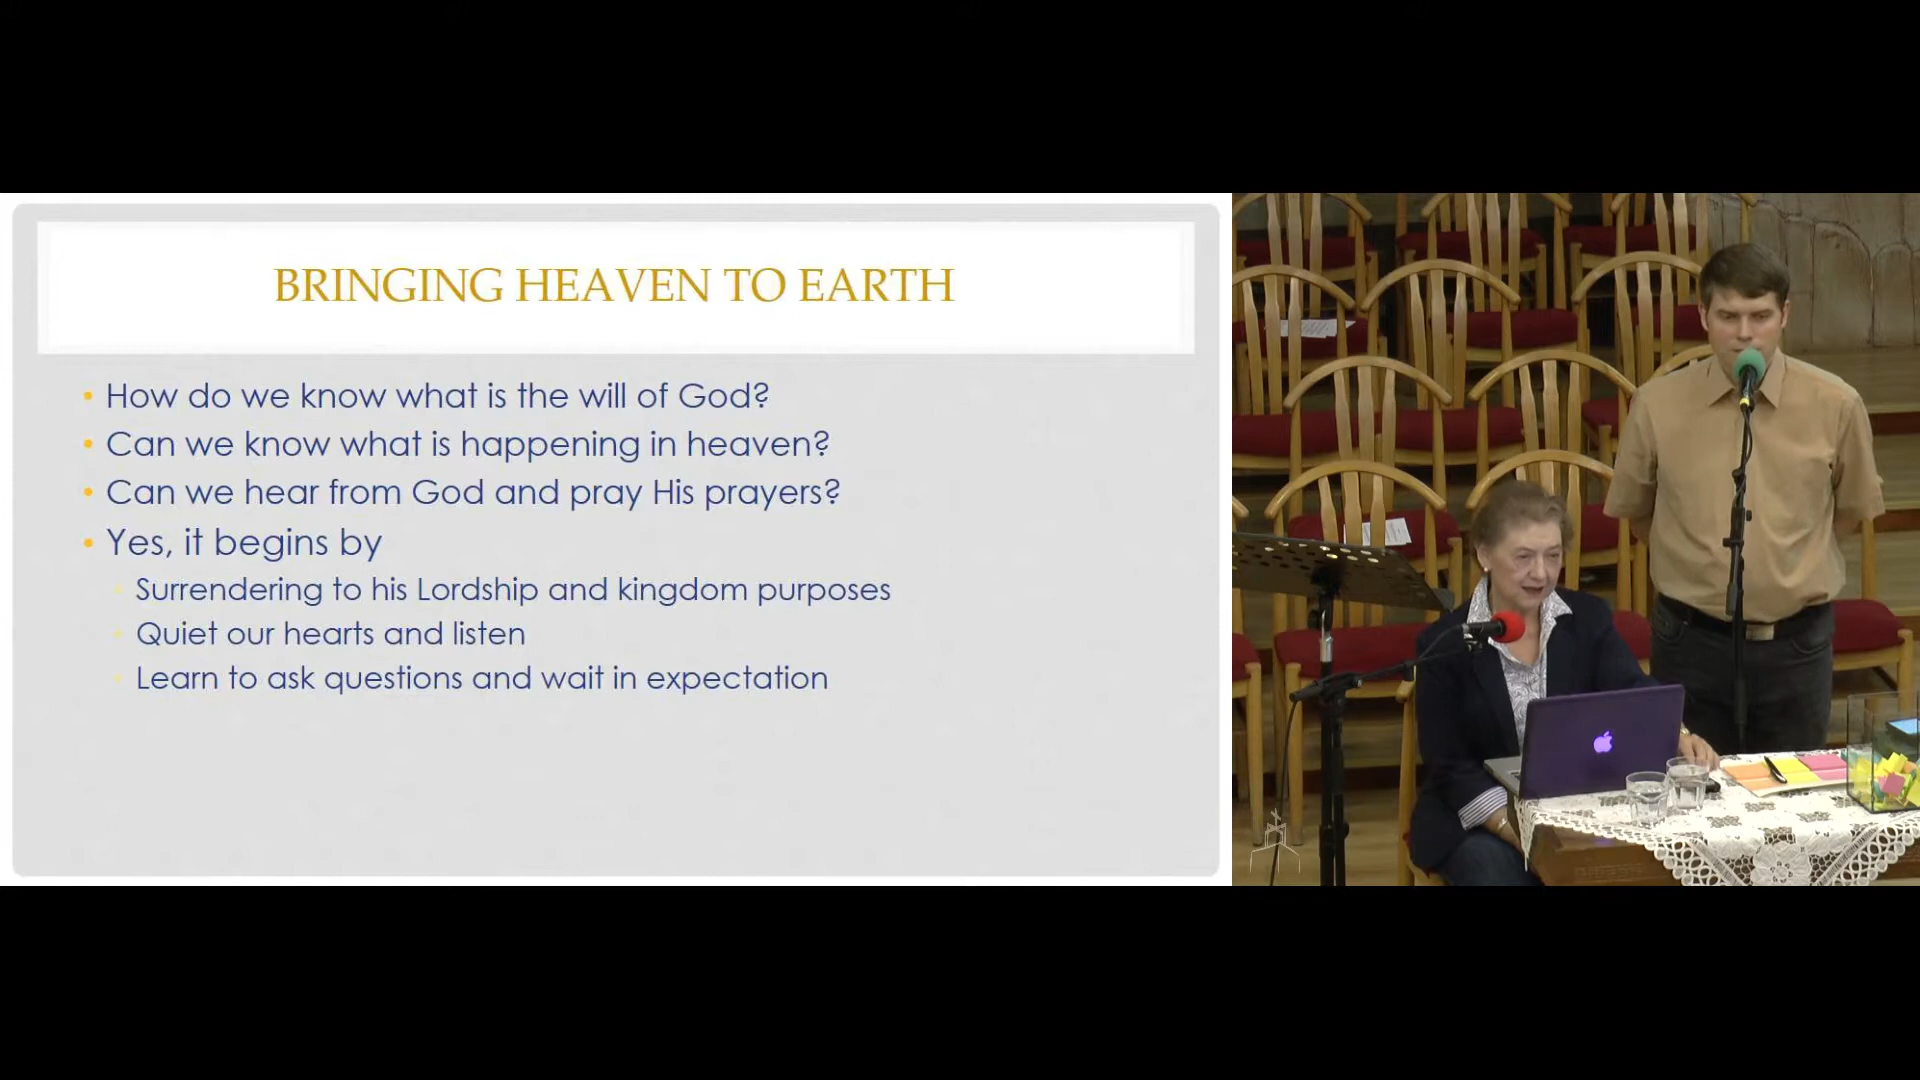 BRINGING HEAVEN TO EARTH
• How do we know what is the will of God?
• Can we know what is happening in heaven?
• Can we hear from God and pray His prayers?
• Yes, it begins by
• Surrendering to his Lordship and kingdom purposes
• Quiet our hearts and listen
• Learn to ask questions and wait in expectation